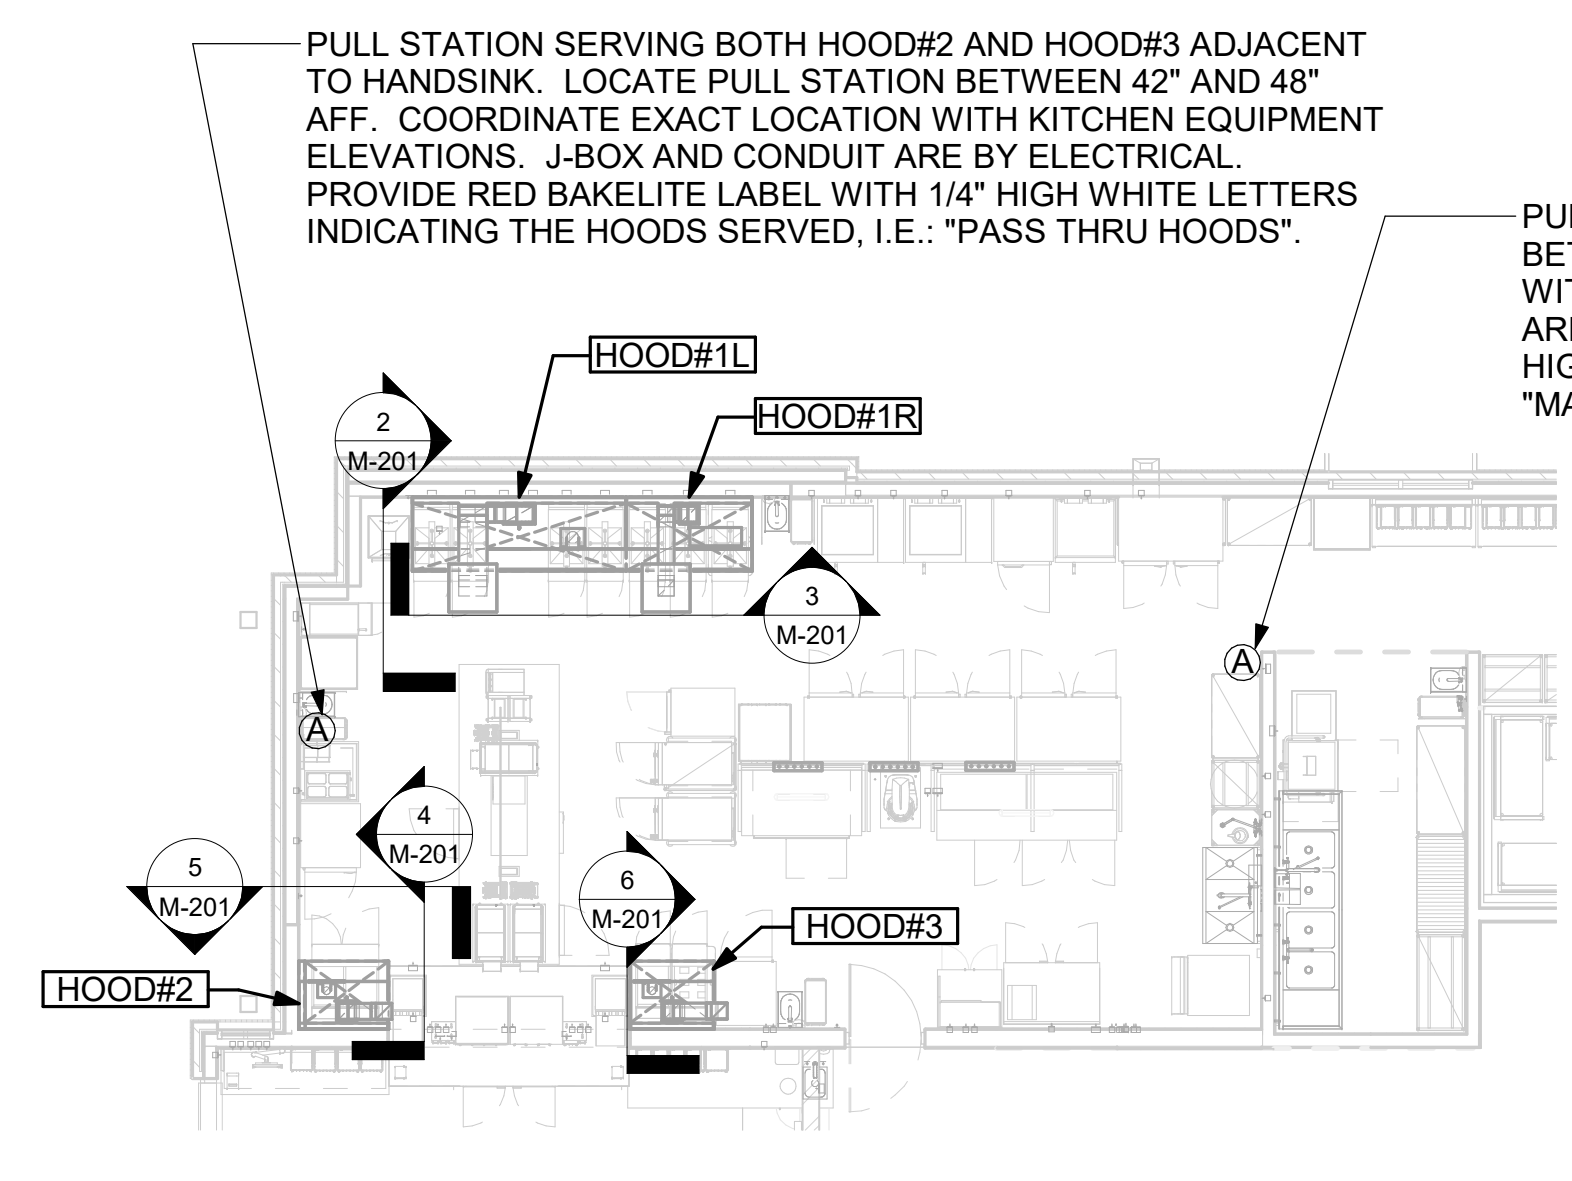 PULL STATION SERVING BOTH HOOD#2 AND HOOD#3 ADJACENT
TO HANDSINK.  LOCATE PULL STATION BETWEEN 42" AND 48"
AFF.  COORDINATE EXACT LOCATION WITH KITCHEN EQUIPMENT
ELEVATIONS.  J-BOX AND CONDUIT ARE BY ELECTRICAL.
PROVIDE RED BAKELITE LABEL WITH 1/4" HIGH WHITE LETTERS
INDICATING THE HOODS SERVED, I.E.: "PASS THRU HOODS".
HOOD#1L
HOOD#1R
2
M-201
3
M-201
A
A
4
M-201
5
M-201
6
M-201
HOOD#3
HOOD#2